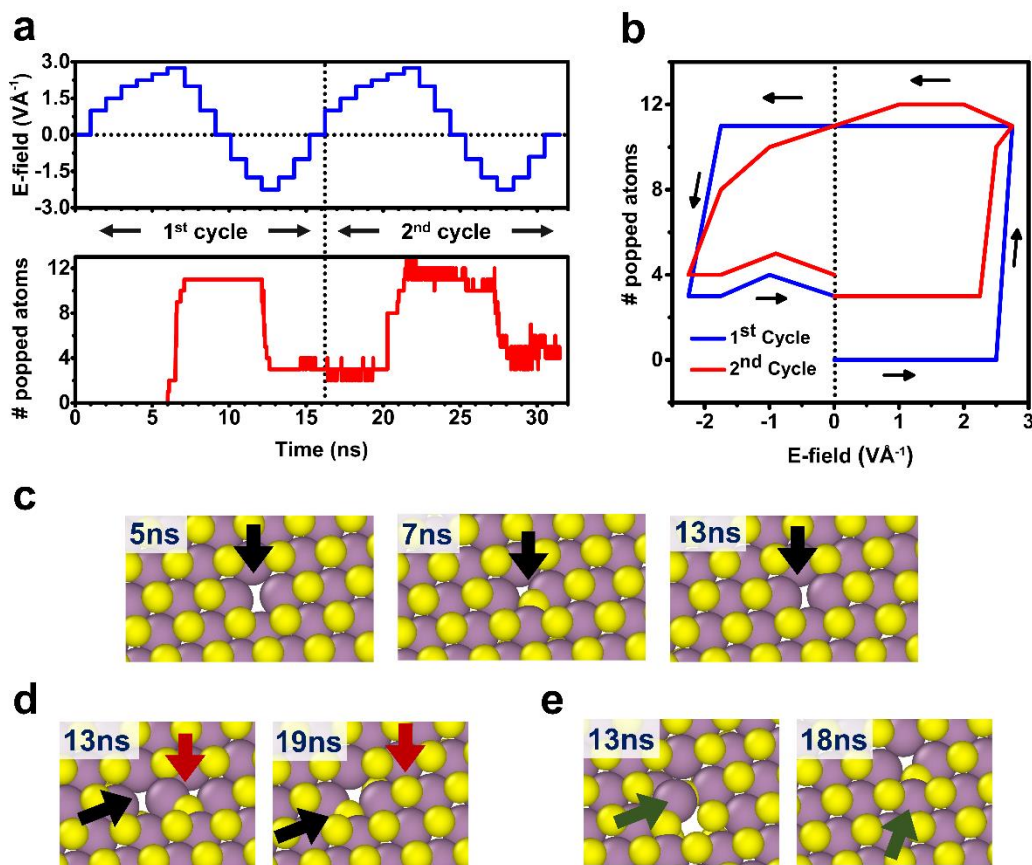 a
3.0
1.5
0.0
-1.5
-3.0
E-field (VÅ⁻¹)
1st cycle
2nd cycle
12
8
4
0
# popped atoms
0 5 10 15 20 25 30
Time (ns)
b
12
8
4
0
# popped atoms
1st Cycle
2nd Cycle
-2 -1 0 1 2 3
E-field (VÅ⁻¹)
c
5ns
7ns
13ns
d
13ns
19ns
e
13ns
18ns